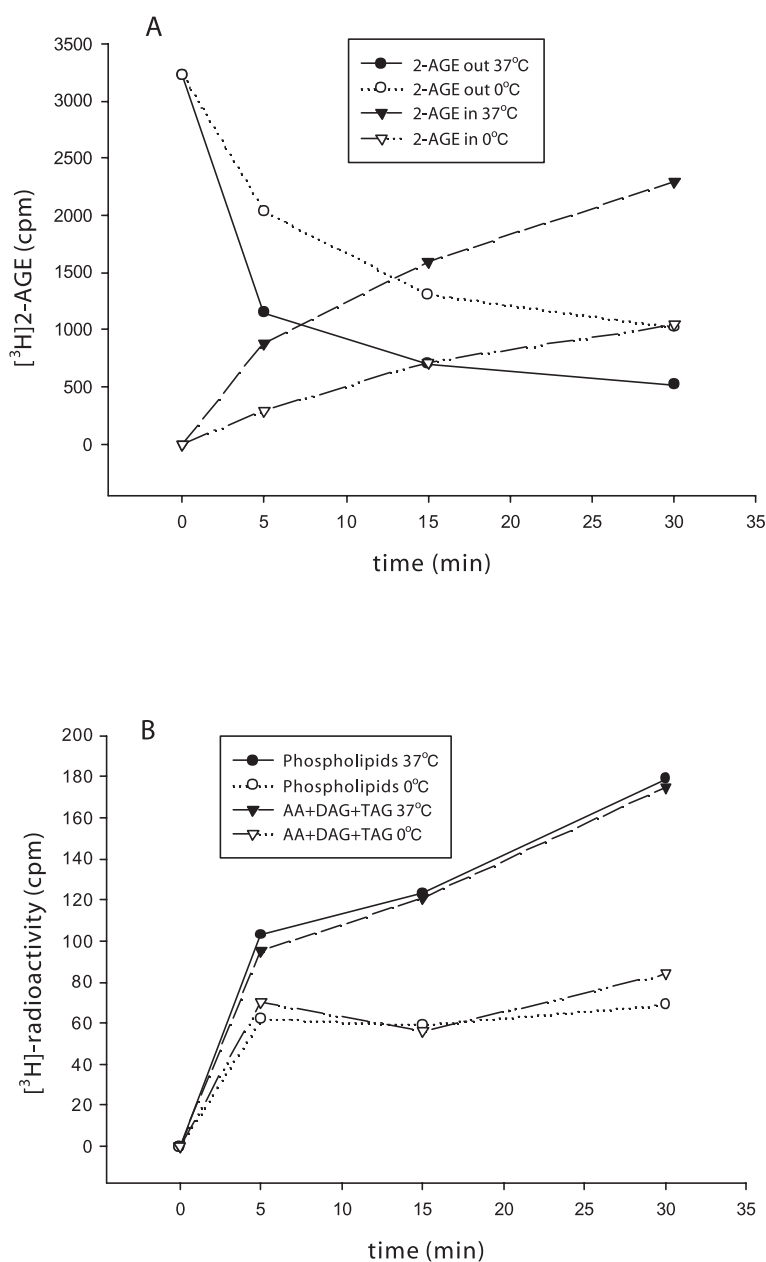 A
3500
3000
2500
2000
1500
1000
500
0
[³H]2-AGE (cpm)
2-AGE out 37°C
2-AGE out 0°C
2-AGE in 37°C
2-AGE in 0°C
0 5 10 15 20 25 30 35
time (min)
B
200
180
160
140
120
100
80
60
40
20
0
[³H]-radioactivity (cpm)
Phospholipids 37°C
Phospholipids 0°C
AA+DAG+TAG 37°C
AA+DAG+TAG 0°C
0 5 10 15 20 25 30 35
time (min)